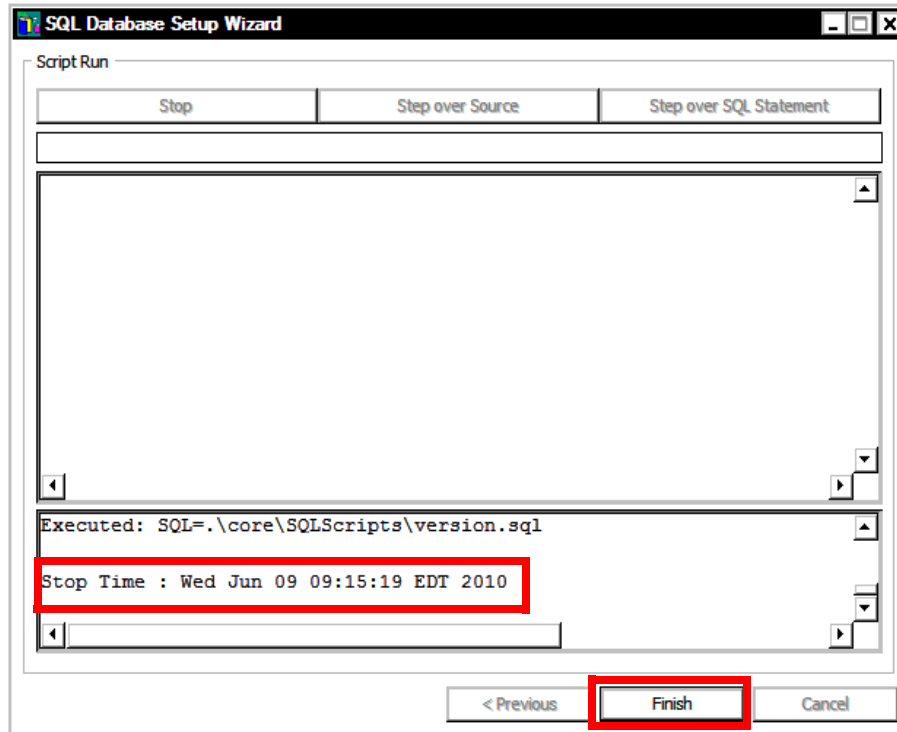 SQL Database Setup Wizard
Script Run
Stop Step over Source Step over SQL Statement
Executed: SQL=.\core\SQLScripts\version.sql
Stop Time : Wed Jun 09 09:15:19 EDT 2010
< Previous Finish Cancel